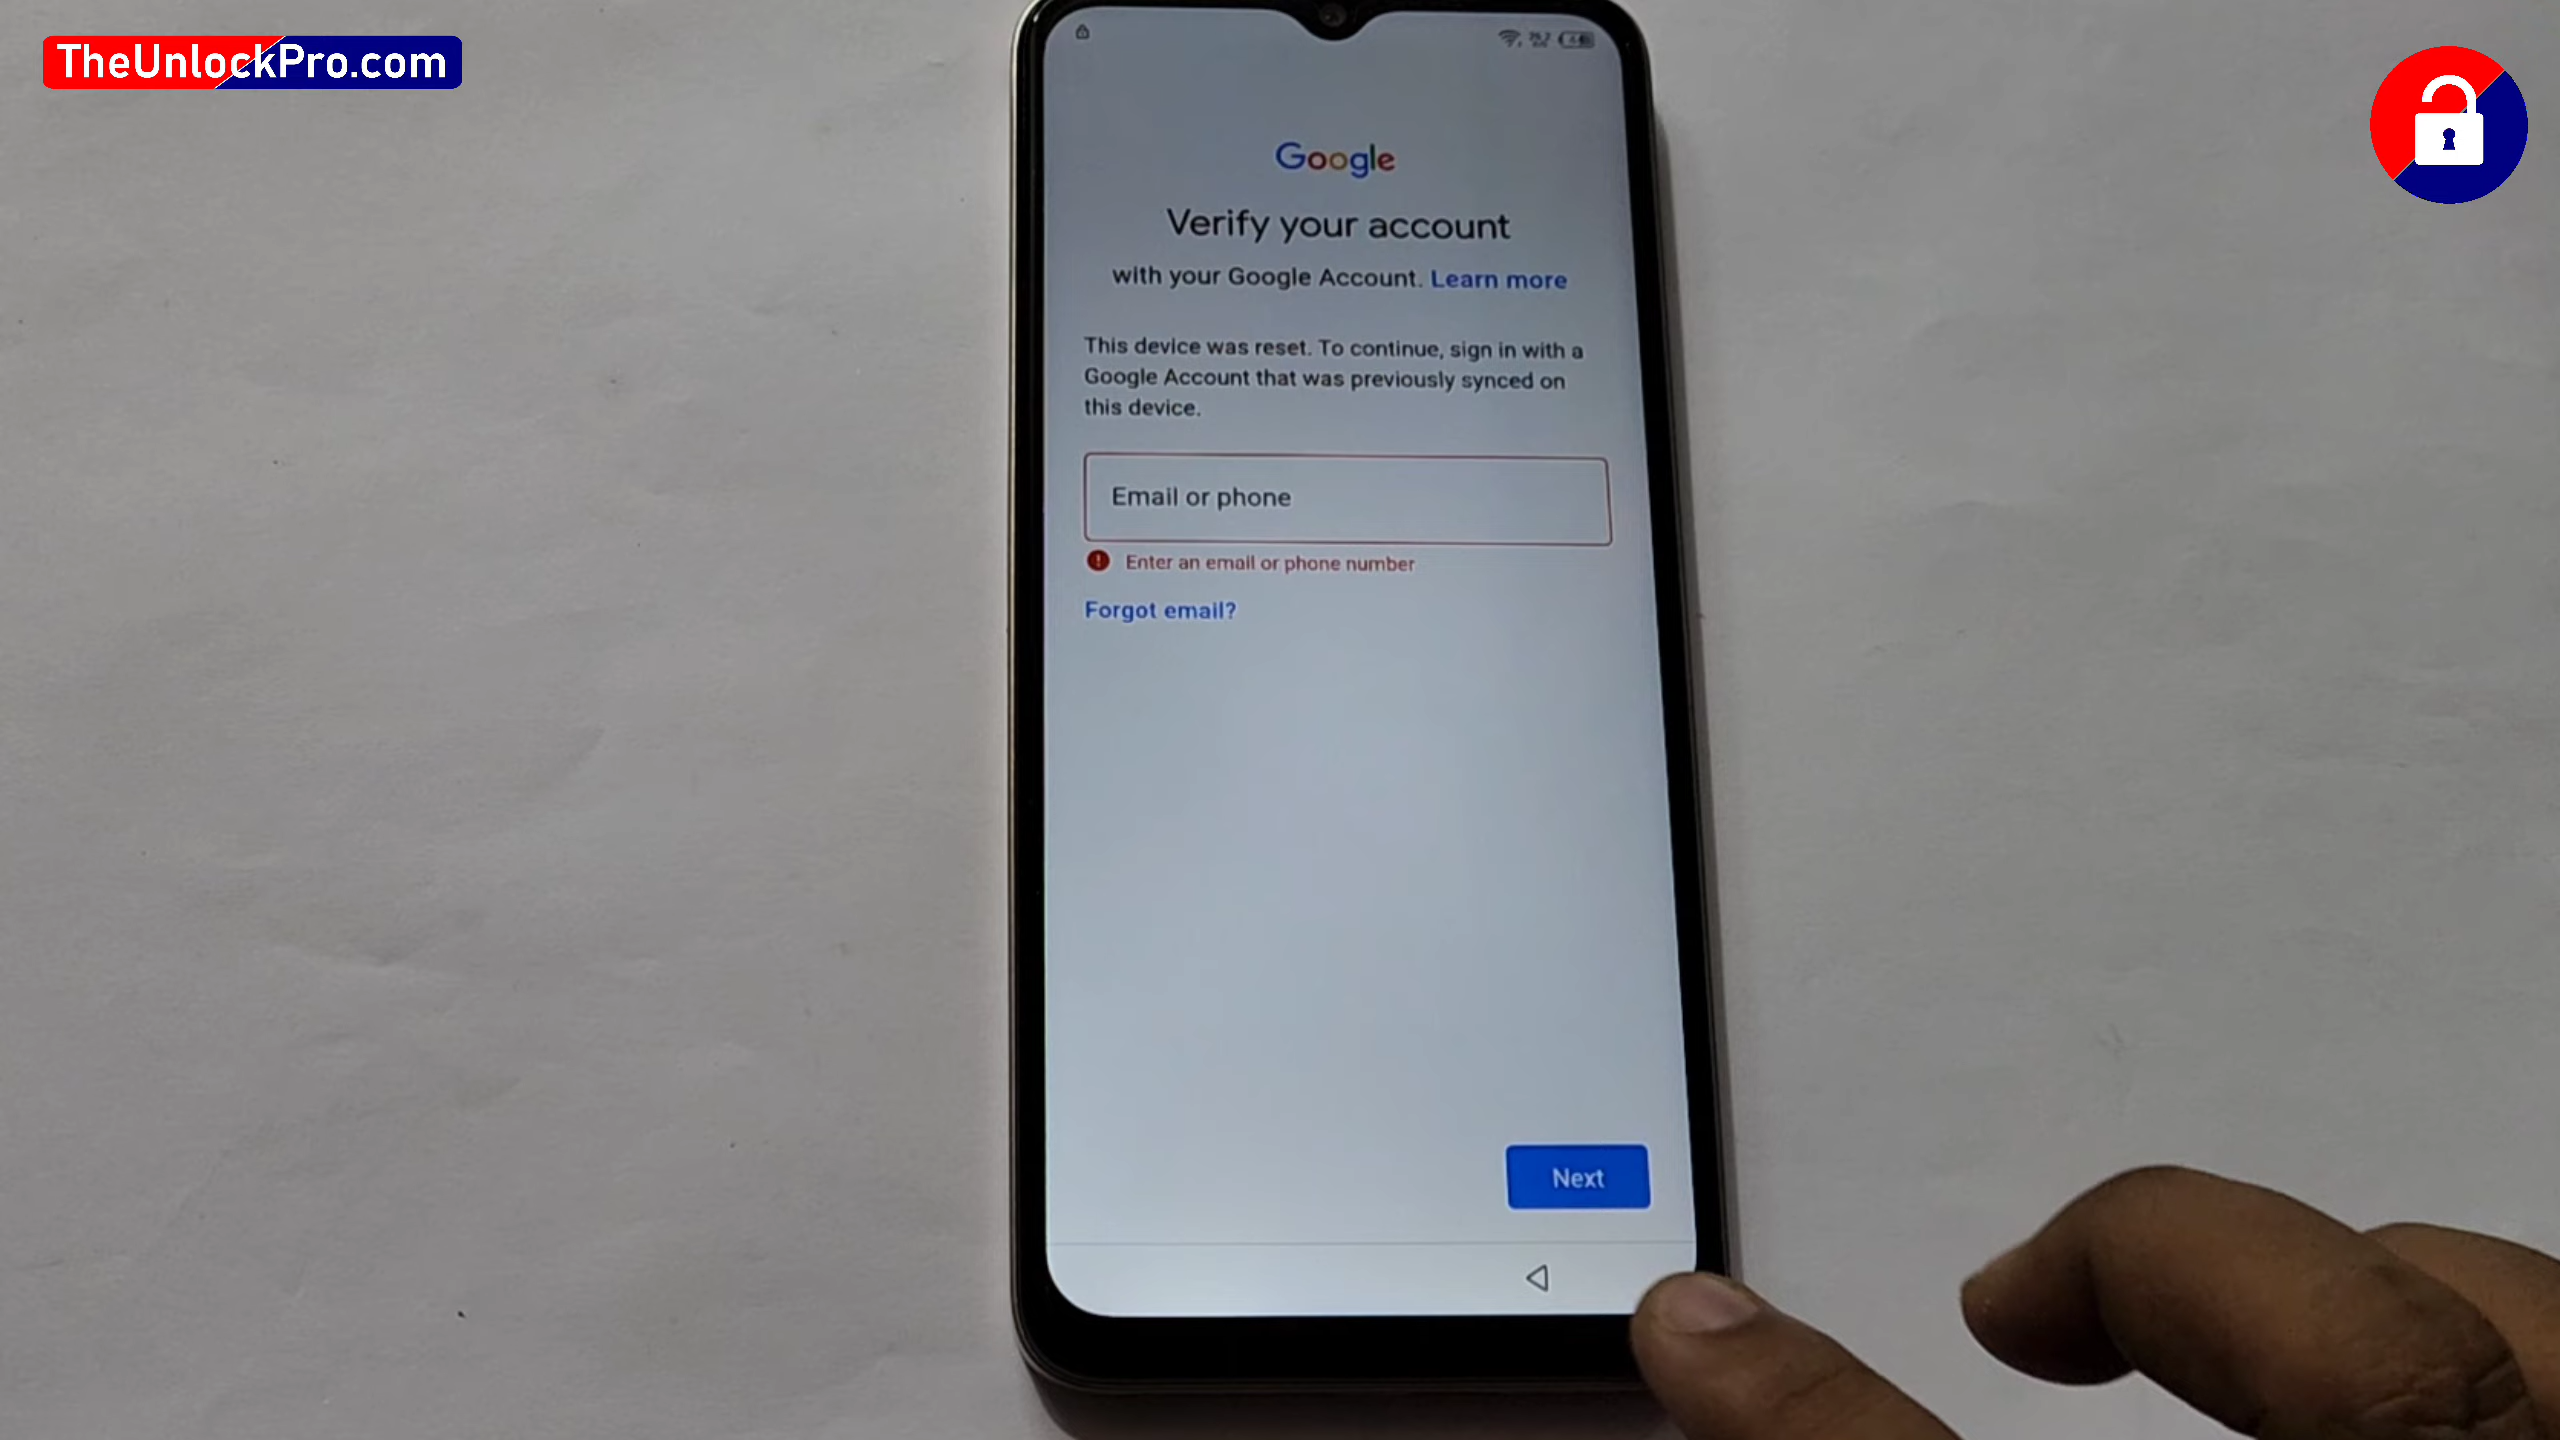 TheUnlockPro.com
Google
Verify your account
with your Google Account. Learn more
This device was reset. To continue, sign in with a
Google Account that was previously synced on
this device.
Email or phone
Enter an email or phone number
Forgot email?
Next